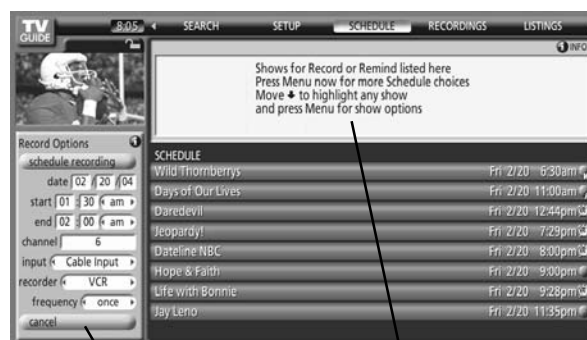 TV GUIDE
8:05 SEARCH SETUP SCHEDULE RECORDINGS LISTINGS
INFO
Shows for Record or Remind listed here
Press Menu now for more Schedule choices
Move to highlight any show
and press Menu for show options
Record Options
schedule recording
date 02 / 20 / 04
start 01 : 30 am
end 02 : 00 am
channel 6
input Cable Input
recorder VCR
frequency once
cancel
SCHEDULE
Wild Thornberrys Fri 2/20 6:30am
Days of Our Lives Fri 2/20 11:00am
Daredevil Fri 2/20 12:44pm
Jeopardy! Fri 2/20 7:29pm
Dateline NBC Fri 2/20 8:00pm
Hope & Faith Fri 2/20 9:00pm
Life with Bonnie Fri 2/20 9:28pm
Jay Leno Fri 2/20 11:35pm